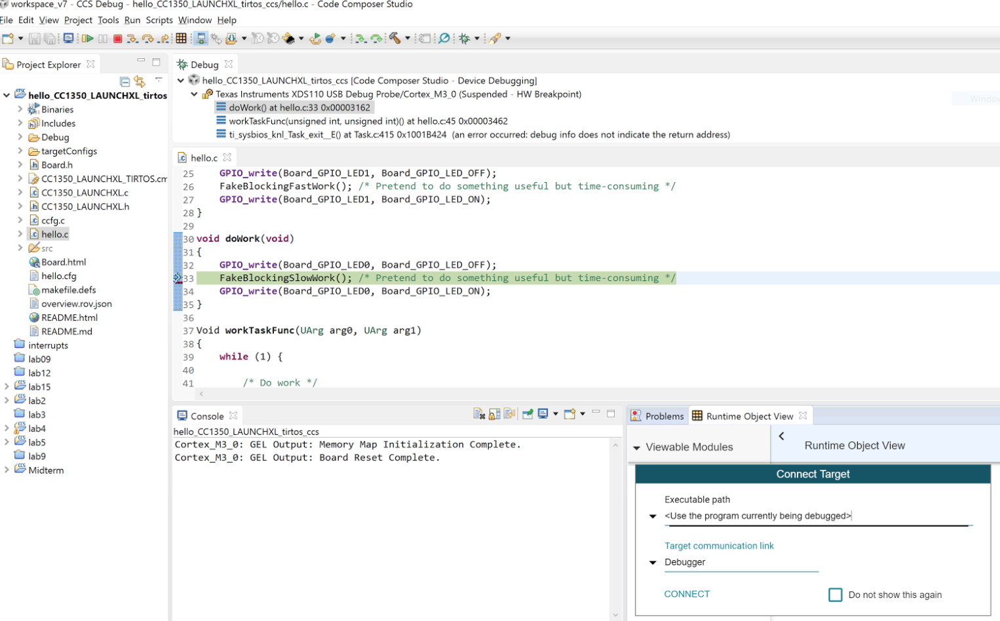 workspace_v7 - CCS Debug - hello_CC1350_LAUNCHXL_tirtos_ccs/hello.c - Code Composer Studio
File Edit View Project Tools Run Scripts Window Help
Project Explorer
hello_CC1350_LAUNCHXL_tirtos
Binaries
Includes
Debug
targetConfigs
Board.h
CC1350_LAUNCHXL_TIRTOS.cm
CC1350_LAUNCHXL.c
CC1350_LAUNCHXL.h
ccfg.c
hello.c
src
Board.html
hello.cfg
makefile.defs
overview.rov.json
README.html
README.md
interrupts
lab09
lab12
lab15
lab2
lab3
lab4
lab5
lab9
Midterm
Debug
hello_CC1350_LAUNCHXL_tirtos_ccs [Code Composer Studio - Device Debugging]
Texas Instruments XDS110 USB Debug Probe/Cortex_M3_0 (Suspended - HW Breakpoint)
doWork() at hello.c:33 0x00003162
workTaskFunc(unsigned int, unsigned int)() at hello.c:45 0x00003462
ti_sysbios_knl_Task_exit__E() at Task.c:415 0x1001B424 (an error occurred: debug info does not indicate the return address)
Window
hello.c
25 GPIO_write(Board_GPIO_LED1, Board_GPIO_LED_OFF);
26 FakeBlockingFastWork(); /* Pretend to do something useful but time-consuming */
27 GPIO_write(Board_GPIO_LED1, Board_GPIO_LED_ON);
28 }
29
30 void doWork(void)
31 {
32 GPIO_write(Board_GPIO_LED0, Board_GPIO_LED_OFF);
33 FakeBlockingSlowWork(); /* Pretend to do something useful but time-consuming */
34 GPIO_write(Board_GPIO_LED0, Board_GPIO_LED_ON);
35 }
36
37 Void workTaskFunc(UArg arg0, UArg arg1)
38 {
39 while (1) {
40
41 /* Do work */
Console
hello_CC1350_LAUNCHXL_tirtos_ccs
Cortex_M3_0: GEL Output: Memory Map Initialization Complete.
Cortex_M3_0: GEL Output: Board Reset Complete.
Problems
Runtime Object View
Viewable Modules
Runtime Object View
Connect Target
Executable path
<Use the program currently being debugged>
Target communication link
Debugger
CONNECT
Do not show this again